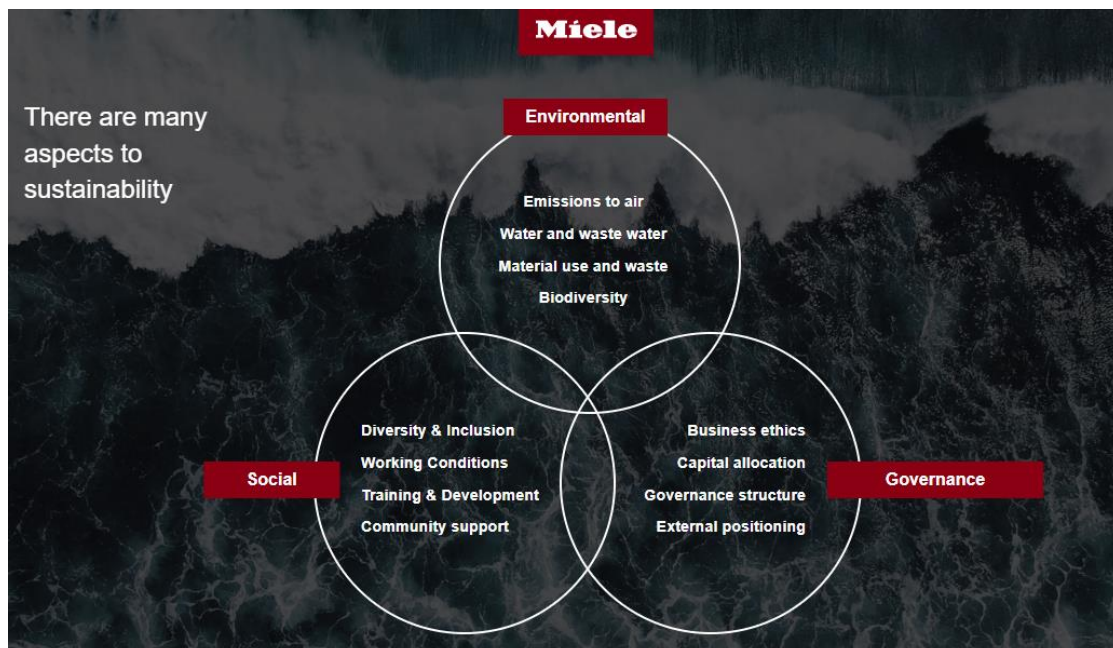 Miele
There are many
aspects to
sustainability
Environmental
Emissions to air
Water and waste water
Material use and waste
Biodiversity
Social
Diversity & Inclusion
Working Conditions
Training & Development
Community support
Governance
Business ethics
Capital allocation
Governance structure
External positioning